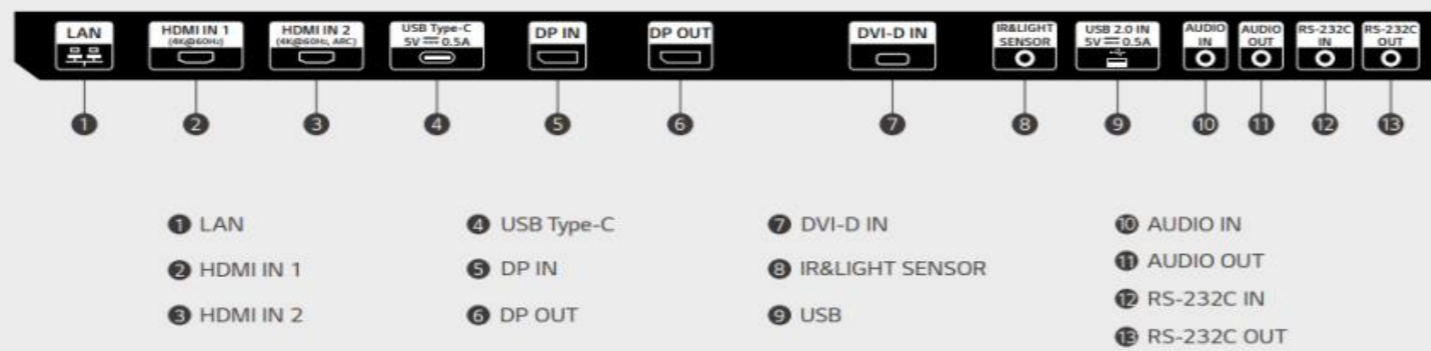 LAN
HDMI IN 1
(4K@60Hz)
HDMI IN 2
(4K@60Hz, ARC)
USB Type-C
5V ⎓ 0.5A
DP IN
DP OUT
DVI-D IN
IR&LIGHT
SENSOR
USB 2.0 IN
5V ⎓ 0.5A
AUDIO
IN
AUDIO
OUT
RS-232C
IN
RS-232C
OUT
1 2 3 4 5 6 7 8 9 10 11 12 13
1 LAN
2 HDMI IN 1
3 HDMI IN 2
4 USB Type-C
5 DP IN
6 DP OUT
7 DVI-D IN
8 IR&LIGHT SENSOR
9 USB
10 AUDIO IN
11 AUDIO OUT
12 RS-232C IN
13 RS-232C OUT